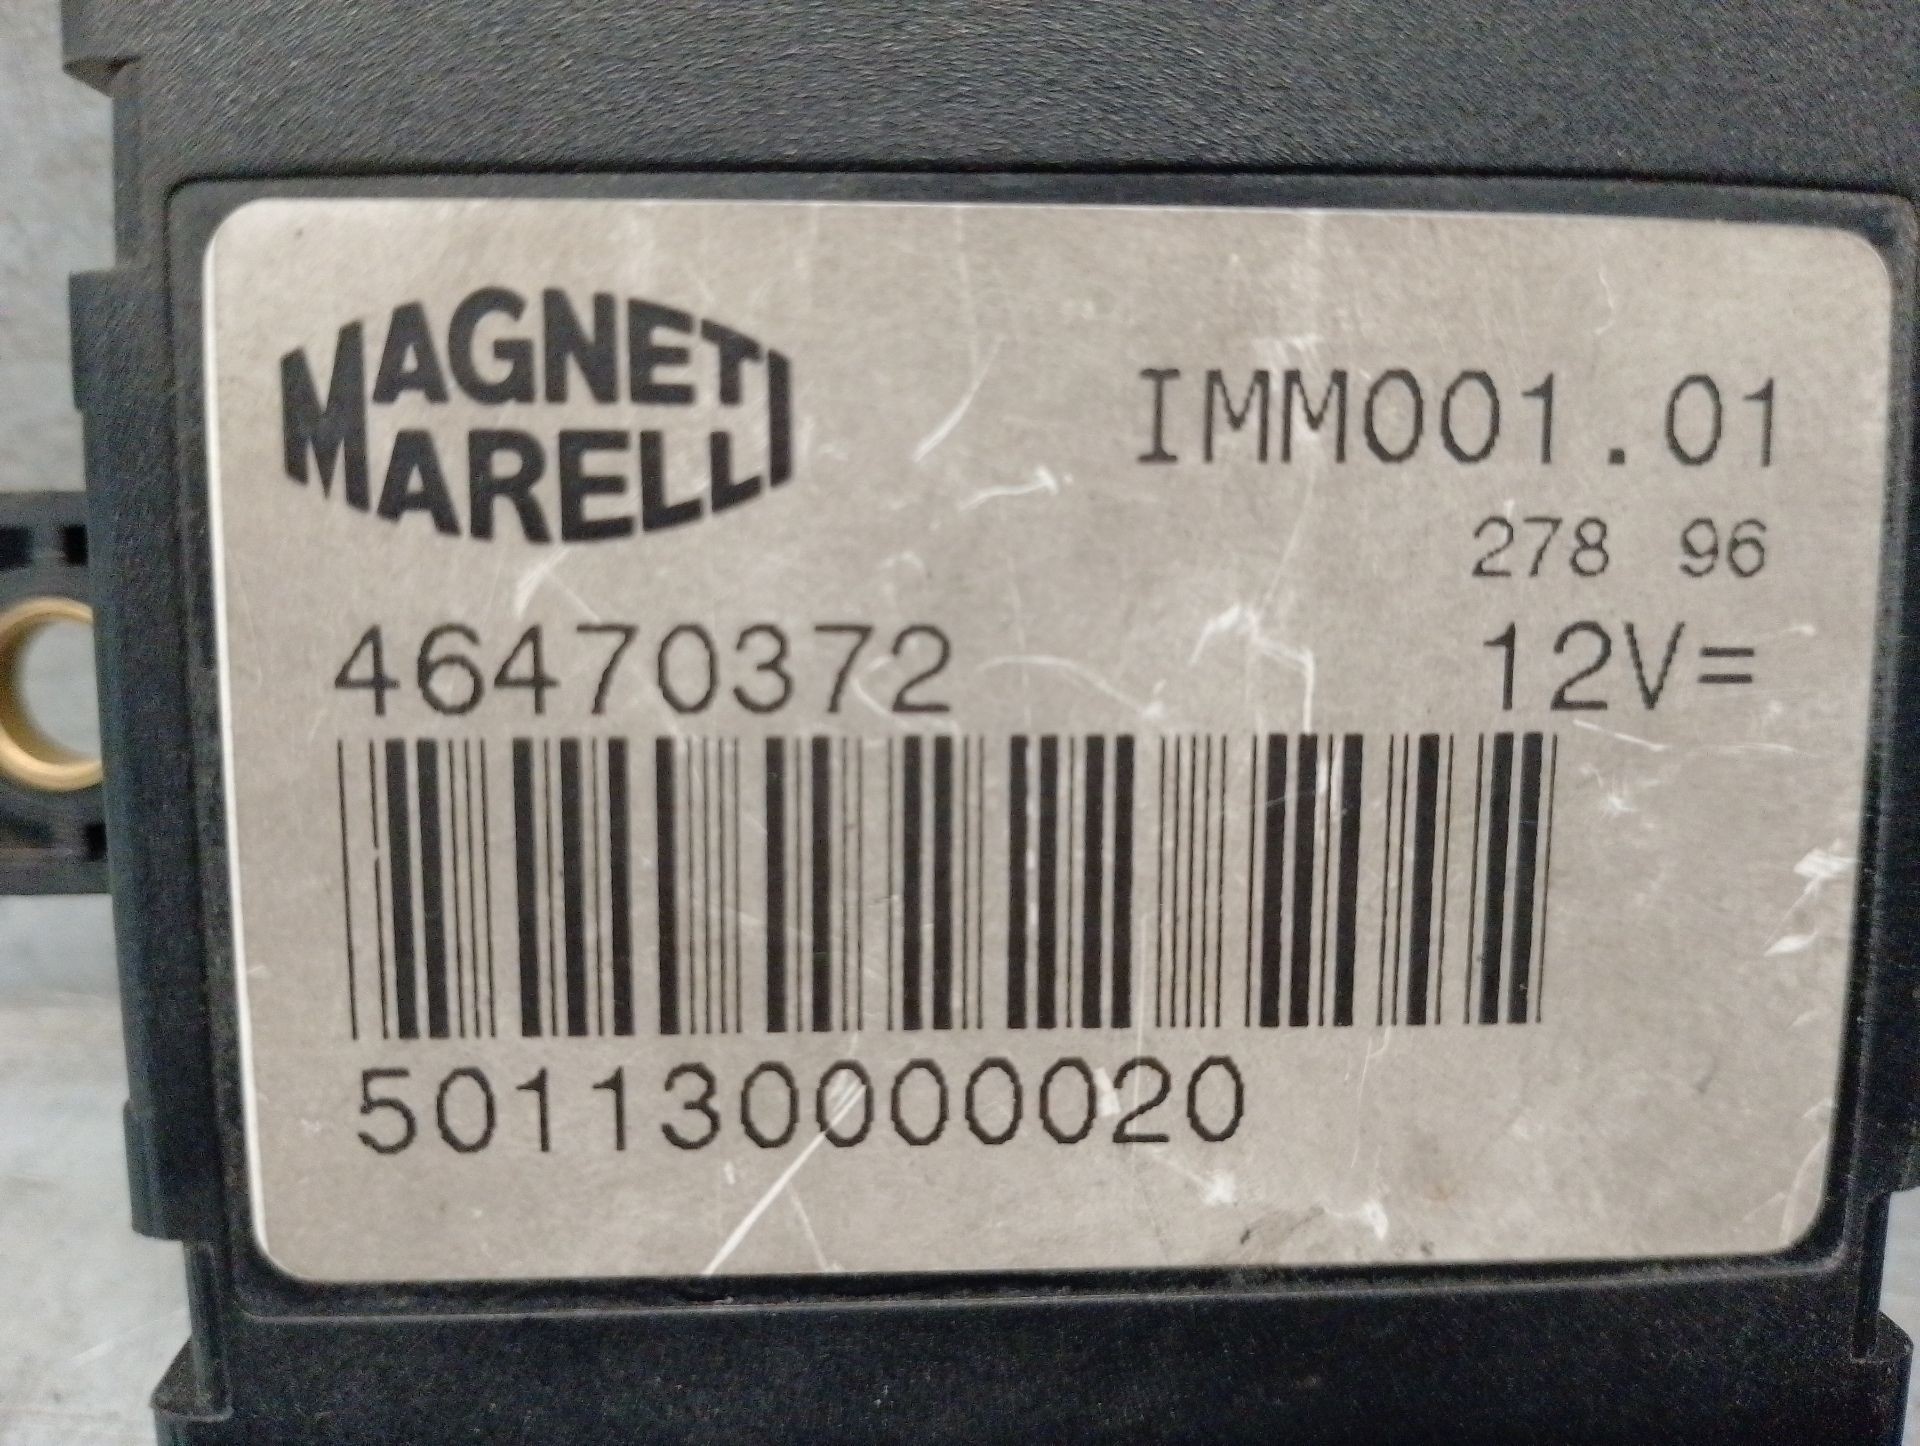 MAGNETI
MARELLI
IMM001.01
278 96
46470372
12V=
501130000020